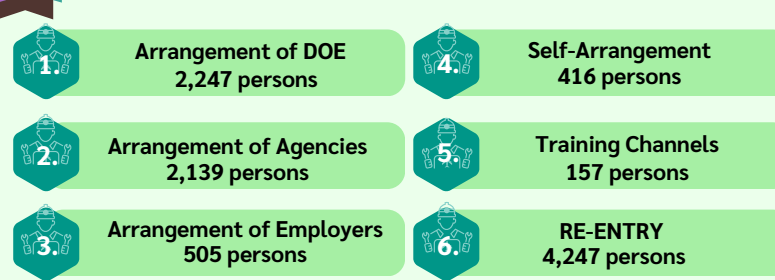 1.
Arrangement of DOE
2,247 persons
2.
Arrangement of Agencies
2,139 persons
3.
Arrangement of Employers
505 persons
4.
Self-Arrangement
416 persons
5.
Training Channels
157 persons
6.
RE-ENTRY
4,247 persons